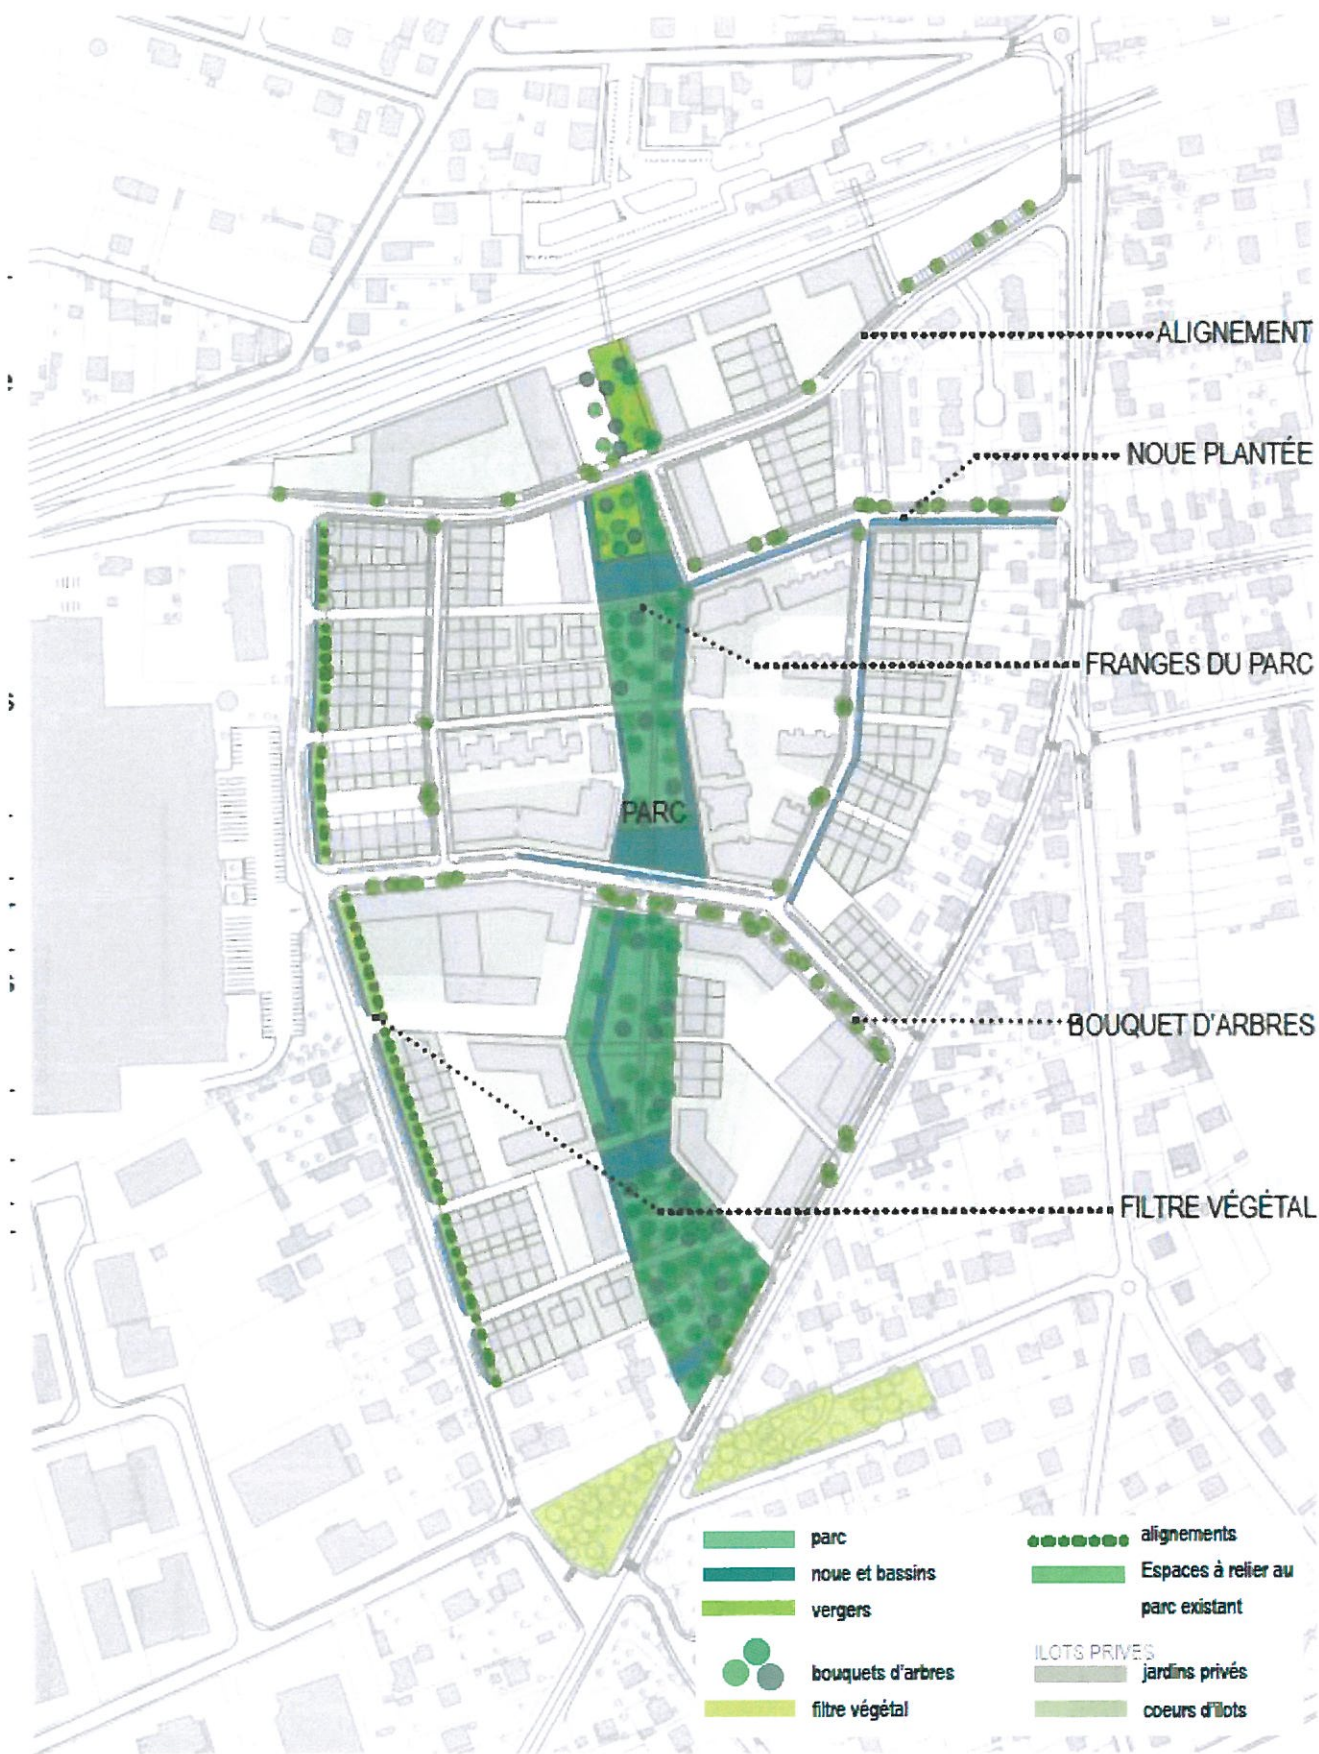 ALIGNEMENT
NOUE PLANTÉE
FRANGES DU PARC
PARC
BOUQUET D'ARBRES
FILTRE VÉGÉTAL
parc
noue et bassins
vergers
bouquets d'arbres
filtre végétal
alignements
Espaces à relier au
parc existant
ILOTS PRIVES
jardins privés
coeurs d'îlots